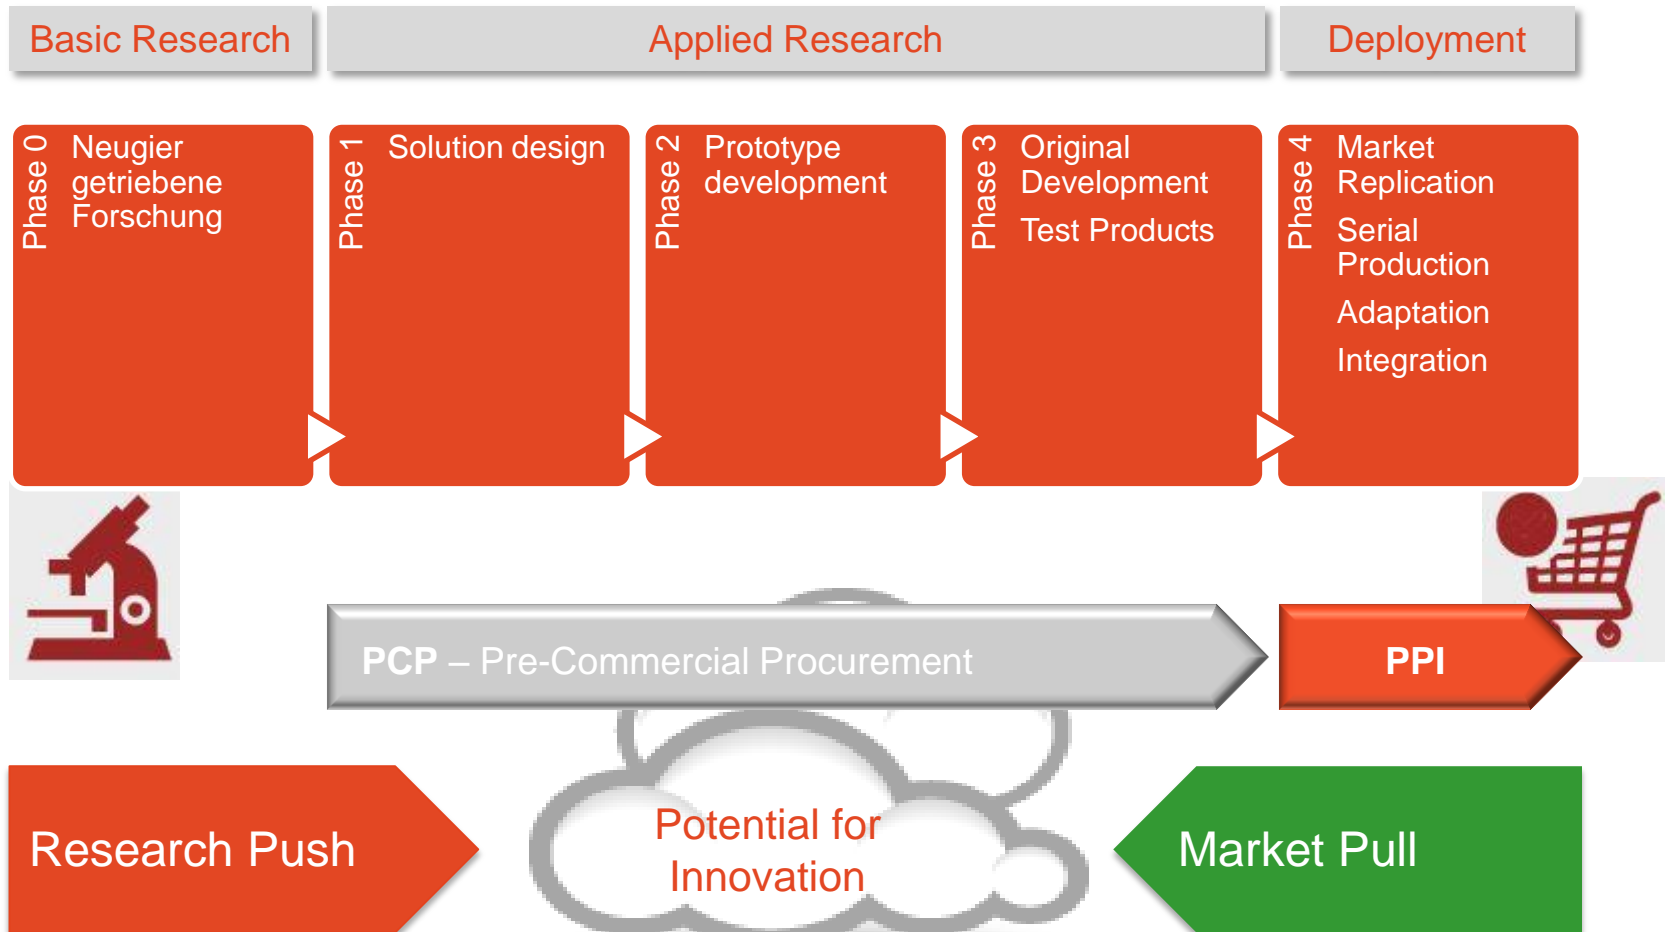 Basic Research
Applied Research
Deployment
Phase 0
Neugier
getriebene
Forschung
Phase 1
Solution design
Phase 2
Prototype
development
Phase 3
Original
Development
Test Products
Phase 4
Market
Replication
Serial
Production
Adaptation
Integration
PCP – Pre-Commercial Procurement
PPI
Research Push
Potential for
Innovation
Market Pull